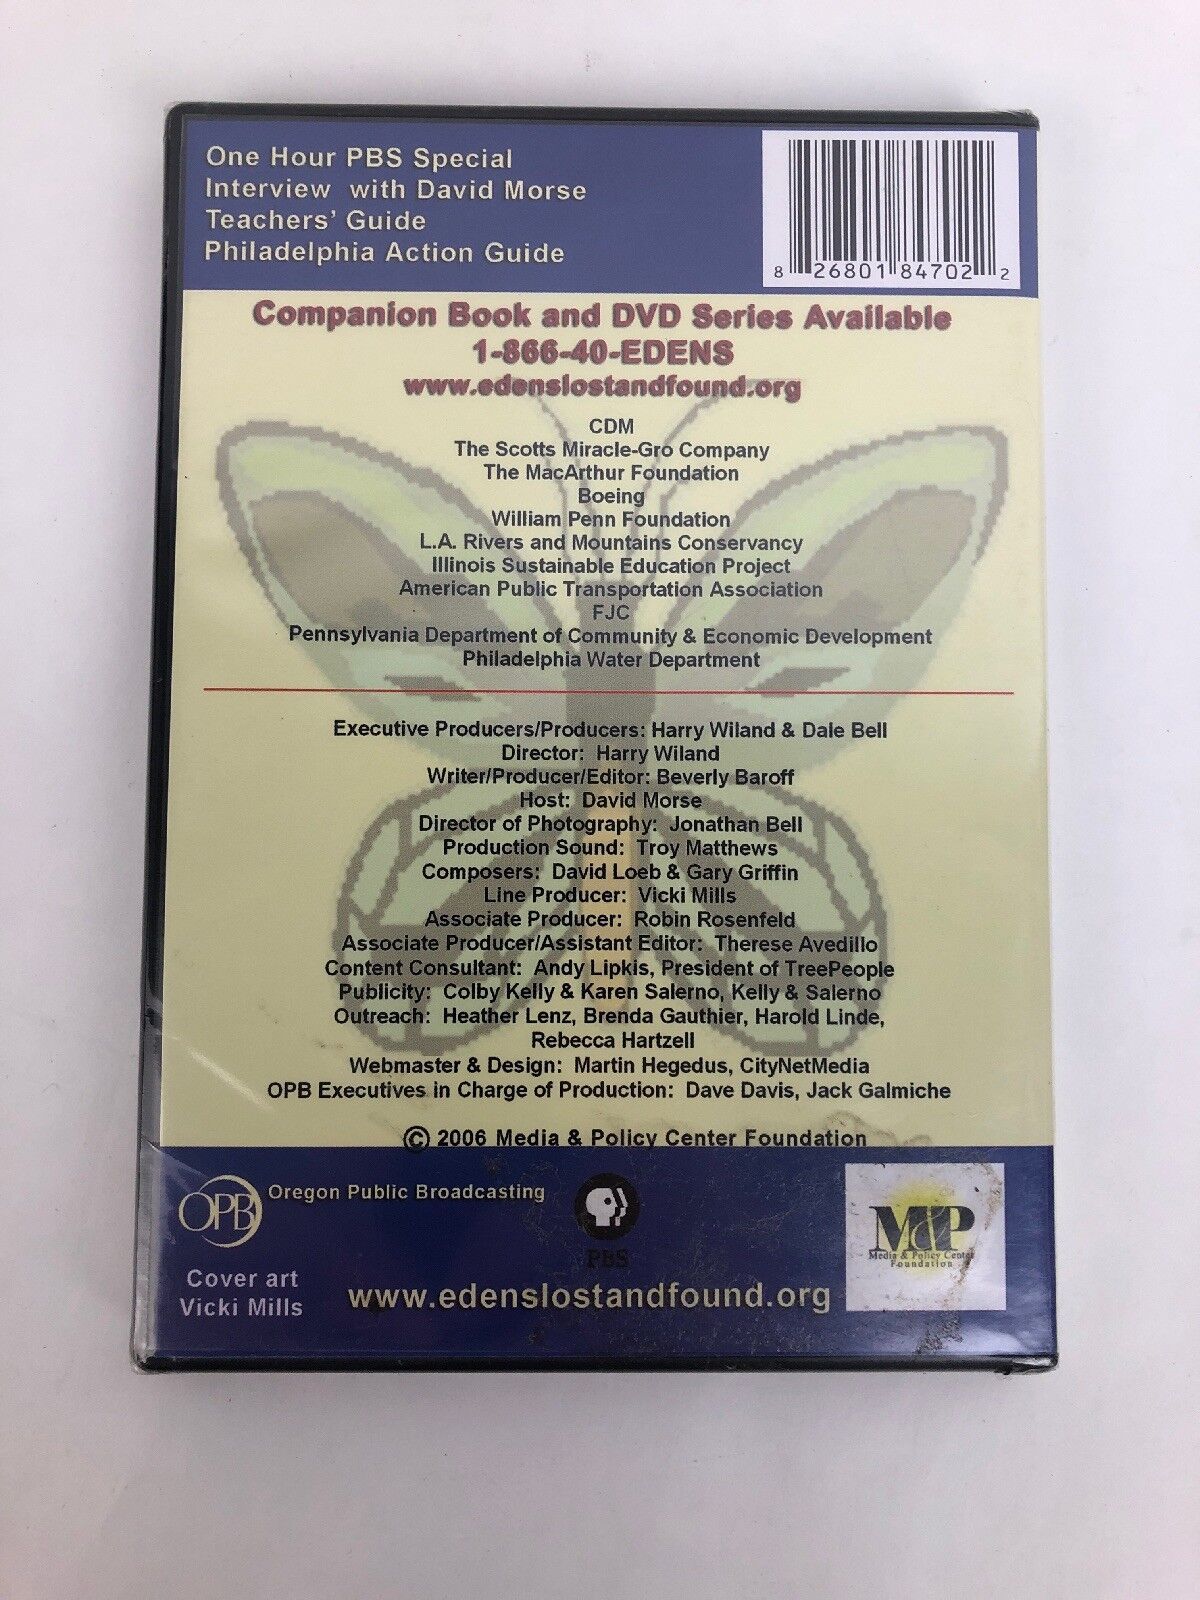 One Hour PBS Special
Interview with David Morse
Teachers' Guide
Philadelphia Action Guide
8 26801 84702 2
Companion Book and DVD Series Available
1-866-40-EDENS
www.edenslostandfound.org
CDM
The Scotts Miracle-Gro Company
The MacArthur Foundation
Boeing
William Penn Foundation
L.A. Rivers and Mountains Conservancy
Illinois Sustainable Education Project
American Public Transportation Association
FJC
Pennsylvania Department of Community & Economic Development
Philadelphia Water Department
Executive Producers/Producers: Harry Wiland & Dale Bell
Director: Harry Wiland
Writer/Producer/Editor: Beverly Baroff
Host: David Morse
Director of Photography: Jonathan Bell
Production Sound: Troy Matthews
Composers: David Loeb & Gary Griffin
Line Producer: Vicki Mills
Associate Producer: Robin Rosenfeld
Associate Producer/Assistant Editor: Therese Avedillo
Content Consultant: Andy Lipkis, President of TreePeople
Publicity: Colby Kelly & Karen Salerno, Kelly & Salerno
Outreach: Heather Lenz, Brenda Gauthier, Harold Linde,
Rebecca Hartzell
Webmaster & Design: Martin Hegedus, CityNetMedia
OPB Executives in Charge of Production: Dave Davis, Jack Galmiche
© 2006 Media & Policy Center Foundation
OPB Oregon Public Broadcasting
PBS
M&P
Media & Policy Center
Foundation
Cover art
Vicki Mills
www.edenslostandfound.org